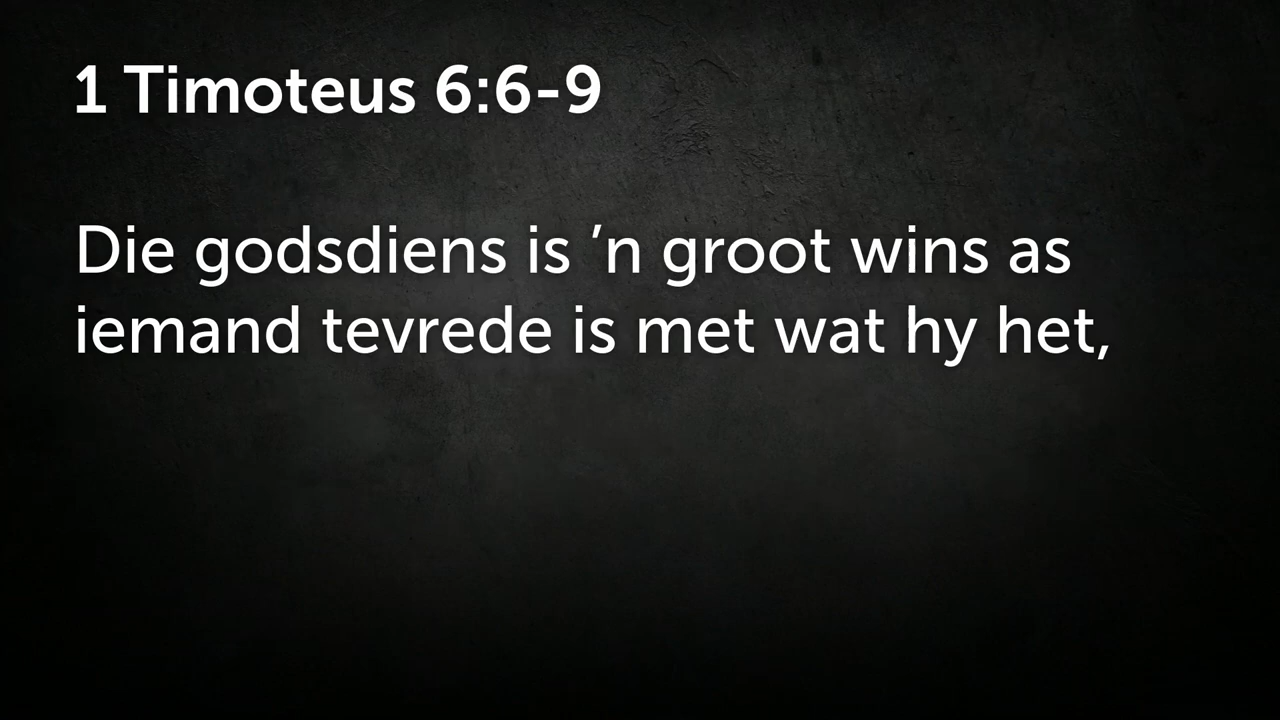 1 Timoteus 6:6-9
Die godsdiens is ’n groot wins as
iemand tevrede is met wat hy het,